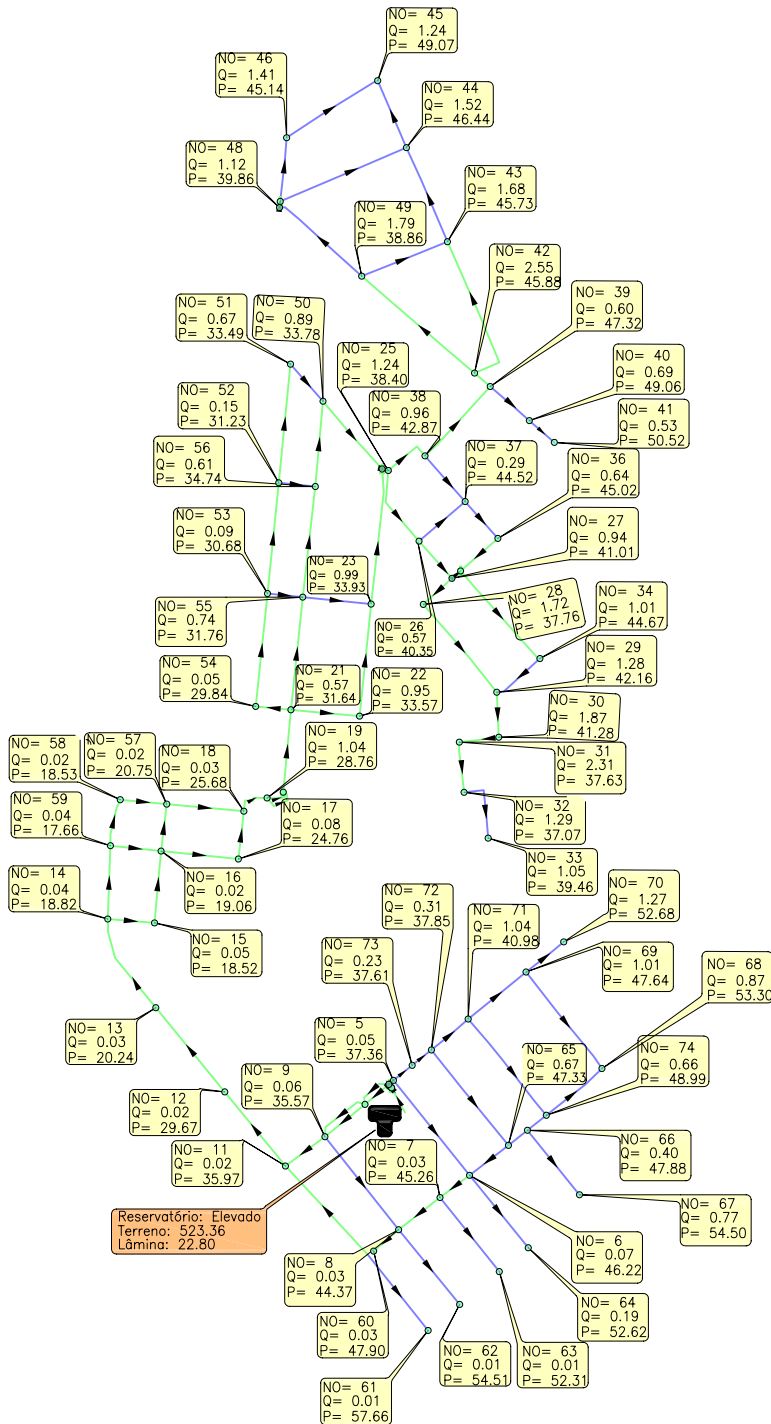 NO= 45
Q= 1.24
P= 49.07
NO= 46
Q= 1.41
P= 45.14
NO= 44
Q= 1.52
P= 46.44
NO= 48
Q= 1.12
P= 39.86
NO= 43
Q= 1.68
P= 45.73
NO= 49
Q= 1.79
P= 38.86
NO= 42
Q= 2.55
P= 45.88
NO= 39
Q= 0.60
P= 47.32
NO= 51
Q= 0.67
P= 33.49
NO= 50
Q= 0.89
P= 33.78
NO= 25
Q= 1.24
P= 38.40
NO= 40
Q= 0.69
P= 49.06
NO= 52
Q= 0.15
P= 31.23
NO= 38
Q= 0.96
P= 42.87
NO= 41
Q= 0.53
P= 50.52
NO= 56
Q= 0.61
P= 34.74
NO= 37
Q= 0.29
P= 44.52
NO= 36
Q= 0.64
P= 45.02
NO= 53
Q= 0.09
P= 30.68
NO= 27
Q= 0.94
P= 41.01
NO= 23
Q= 0.99
P= 33.93
NO= 28
Q= 1.72
P= 37.76
NO= 34
Q= 1.01
P= 44.67
NO= 55
Q= 0.74
P= 31.76
NO= 26
Q= 0.57
P= 40.35
NO= 29
Q= 1.28
P= 42.16
NO= 54
Q= 0.05
P= 29.84
NO= 21
Q= 0.57
P= 31.64
NO= 22
Q= 0.95
P= 33.57
NO= 30
Q= 1.87
P= 41.28
NO= 58
Q= 0.02
P= 18.53
NO= 57
Q= 0.02
P= 20.75
NO= 18
Q= 0.03
P= 25.68
NO= 19
Q= 1.04
P= 28.76
NO= 31
Q= 2.31
P= 37.63
NO= 59
Q= 0.04
P= 17.66
NO= 17
Q= 0.08
P= 24.76
NO= 32
Q= 1.29
P= 37.07
NO= 33
Q= 1.05
P= 39.46
NO= 14
Q= 0.04
P= 18.82
NO= 16
Q= 0.02
P= 19.06
NO= 72
Q= 0.31
P= 37.85
NO= 70
Q= 1.27
P= 52.68
NO= 15
Q= 0.05
P= 18.52
NO= 71
Q= 1.04
P= 40.98
NO= 73
Q= 0.23
P= 37.61
NO= 69
Q= 1.01
P= 47.64
NO= 68
Q= 0.87
P= 53.30
NO= 13
Q= 0.03
P= 20.24
NO= 5
Q= 0.05
P= 37.36
NO= 65
Q= 0.67
P= 47.33
NO= 74
Q= 0.66
P= 48.99
NO= 9
Q= 0.06
P= 35.57
NO= 12
Q= 0.02
P= 29.67
NO= 11
Q= 0.02
P= 35.97
NO= 7
Q= 0.03
P= 45.26
NO= 66
Q= 0.40
P= 47.88
NO= 67
Q= 0.77
P= 54.50
Reservatório: Elevado
Terreno: 523.36
Lâmina: 22.80
NO= 6
Q= 0.07
P= 46.22
NO= 8
Q= 0.03
P= 44.37
NO= 64
Q= 0.19
P= 52.62
NO= 60
Q= 0.03
P= 47.90
NO= 62
Q= 0.01
P= 54.51
NO= 63
Q= 0.01
P= 52.31
NO= 61
Q= 0.01
P= 57.66